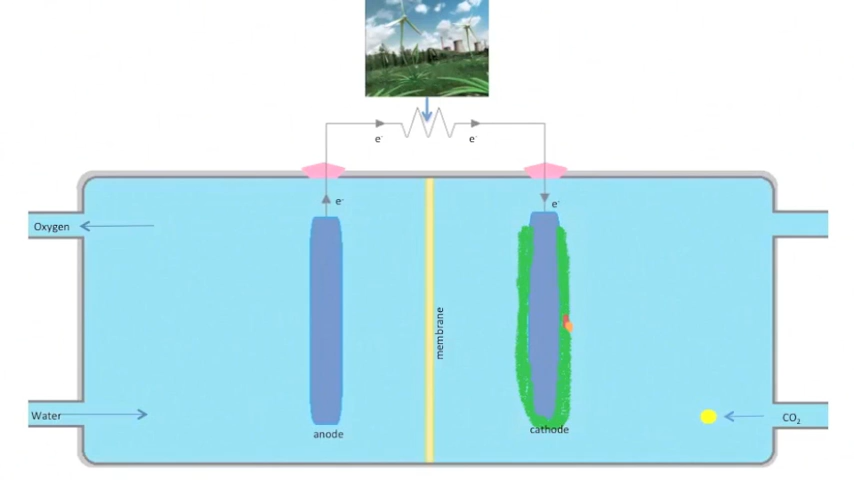 e-
e-
e-
e-
Oxygen
membrane
Water
CO2
anode
cathode